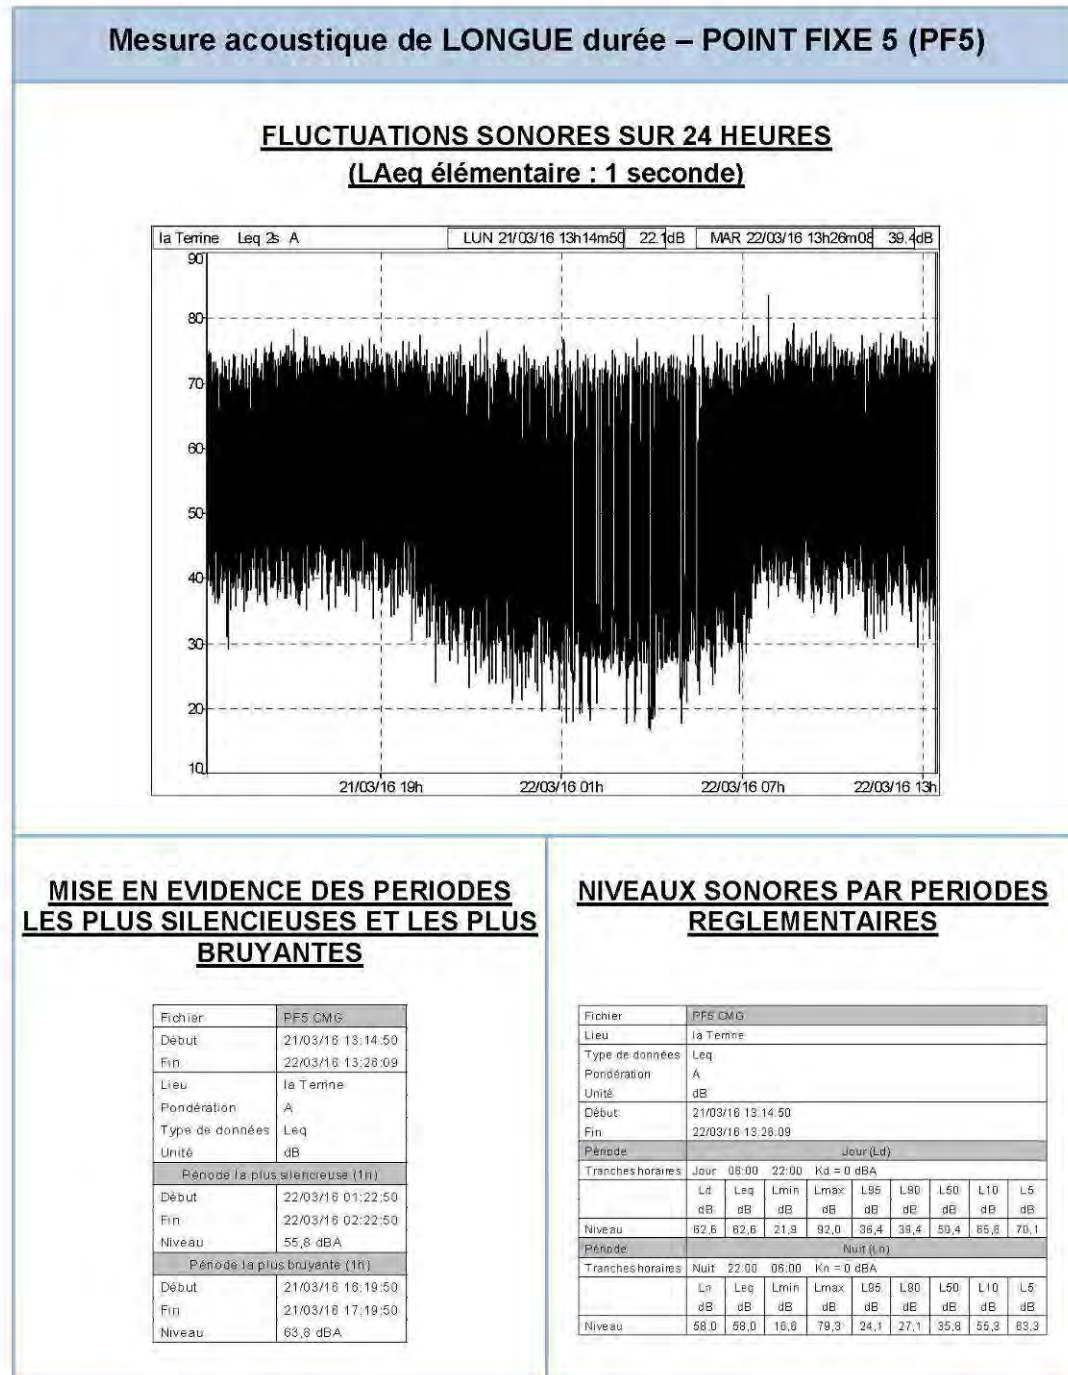 Mesure acoustique de LONGUE durée – POINT FIXE 5 (PF5)
FLUCTUATIONS SONORES SUR 24 HEURES
(LAeq élémentaire : 1 seconde)
la Terrine Leq 2s A LUN 21/03/16 13h14m50 22.1dB MAR 22/03/16 13h26m08 39.4dB
90
80
70
60
50
40
30
20
10
21/03/16 19h 22/03/16 01h 22/03/16 07h 22/03/16 13h
MISE EN EVIDENCE DES PERIODES
LES PLUS SILENCIEUSES ET LES PLUS
BRUYANTES
Fichier PF5 CMG
Début 21/03/16 13:14:50
Fin 22/03/16 13:26:09
Lieu la Terrine
Pondération A
Type de données Leq
Unité dB
Période la plus silencieuse (1h)
Début 22/03/16 01:22:50
Fin 22/03/16 02:22:50
Niveau 55,8 dBA
Période la plus bruyante (1h)
Début 21/03/16 16:19:50
Fin 21/03/16 17:19:50
Niveau 63,8 dBA
NIVEAUX SONORES PAR PERIODES
REGLEMENTAIRES
Fichier PF5 CMG
Lieu la Terrine
Type de données Leq
Pondération A
Unité dB
Début 21/03/16 13:14:50
Fin 22/03/16 13:26:09
Période Jour (Ld)
Tranches horaires Jour 06:00 22:00 Kd = 0 dBA
Ld Leq Lmin Lmax L95 L90 L50 L10 L5
dB dB dB dB dB dB dB dB dB
Niveau 62,6 62,6 21,9 92,0 36,4 39,4 50,4 65,6 70,1
Période Nuit (Ln)
Tranches horaires Nuit 22:00 06:00 Kn = 0 dBA
Ln Leq Lmin Lmax L95 L90 L50 L10 L5
dB dB dB dB dB dB dB dB dB
Niveau 58,0 58,0 16,6 79,3 24,1 27,1 35,8 55,3 63,3